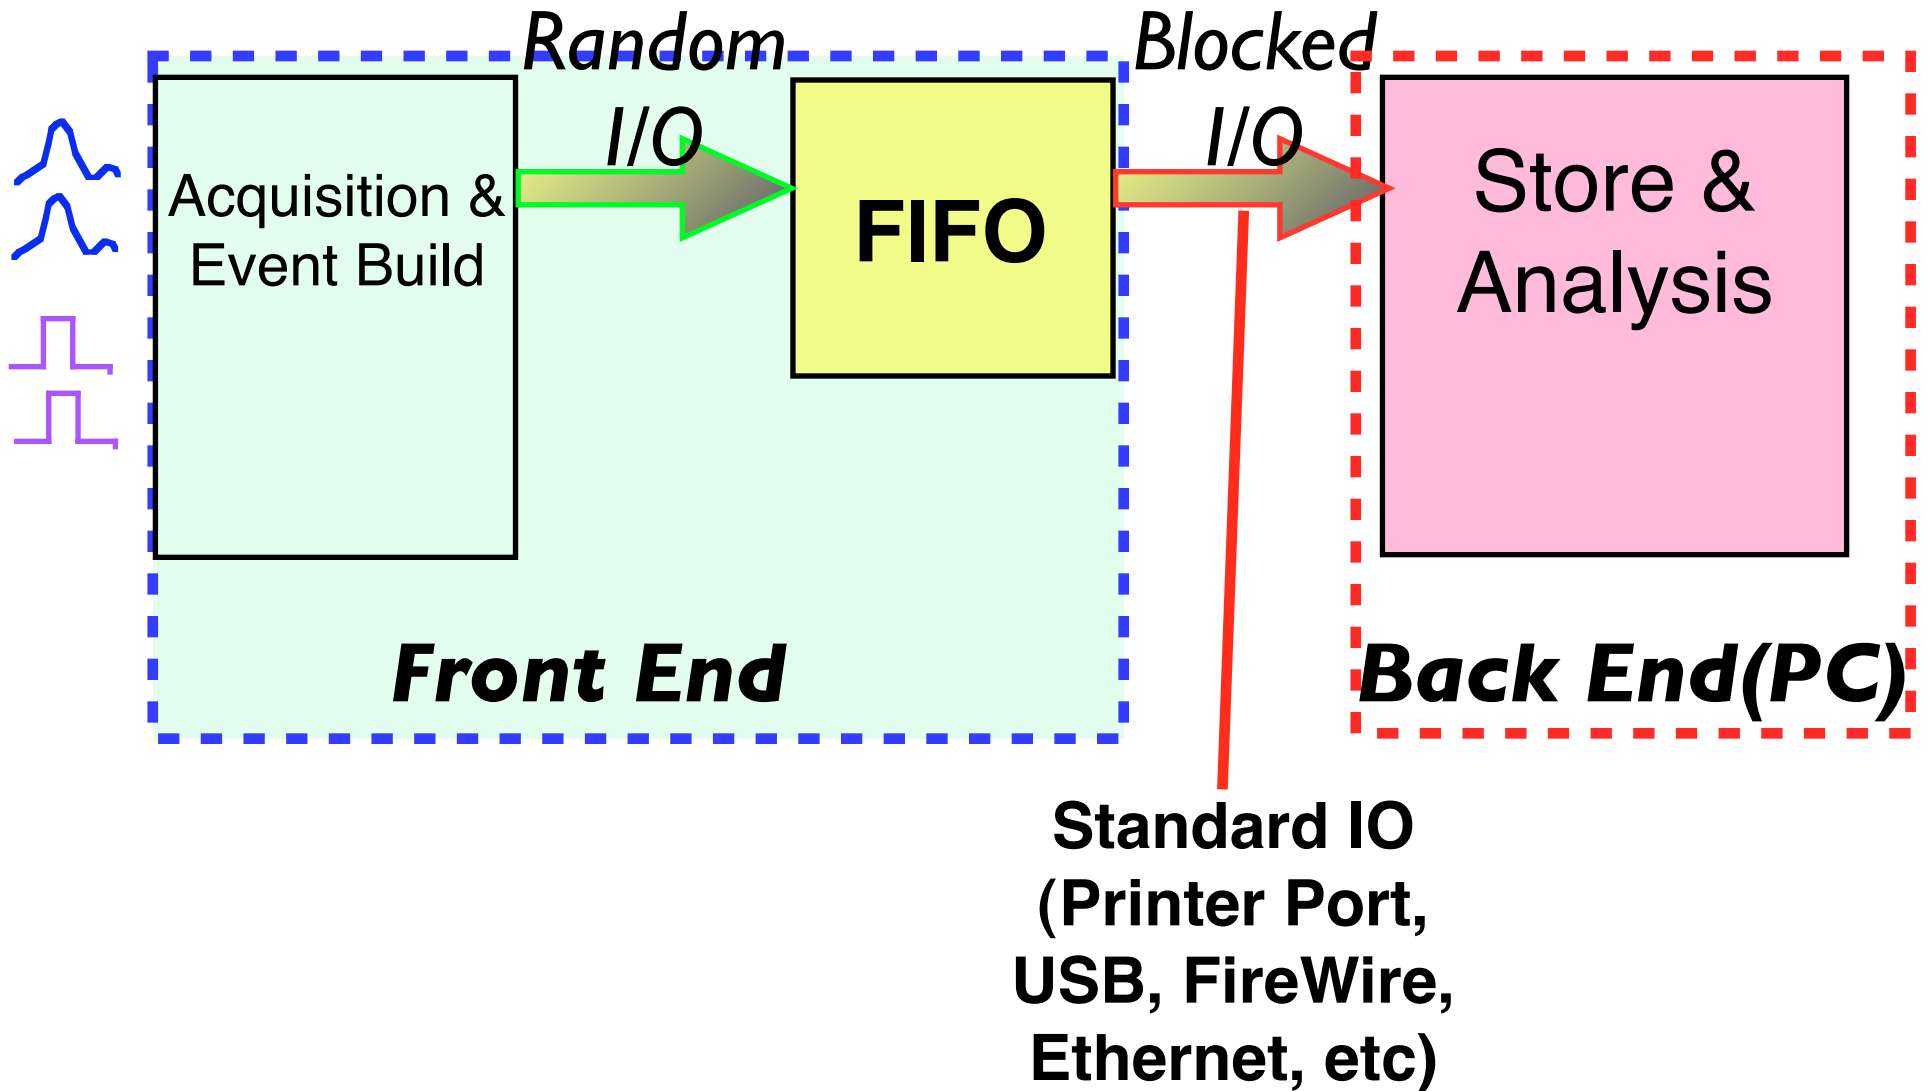 Random
I/O
Blocked
I/O
Acquisition &
Event Build
FIFO
Store &
Analysis
Front End
Back End(PC)
Standard IO
(Printer Port,
USB, FireWire,
Ethernet, etc)